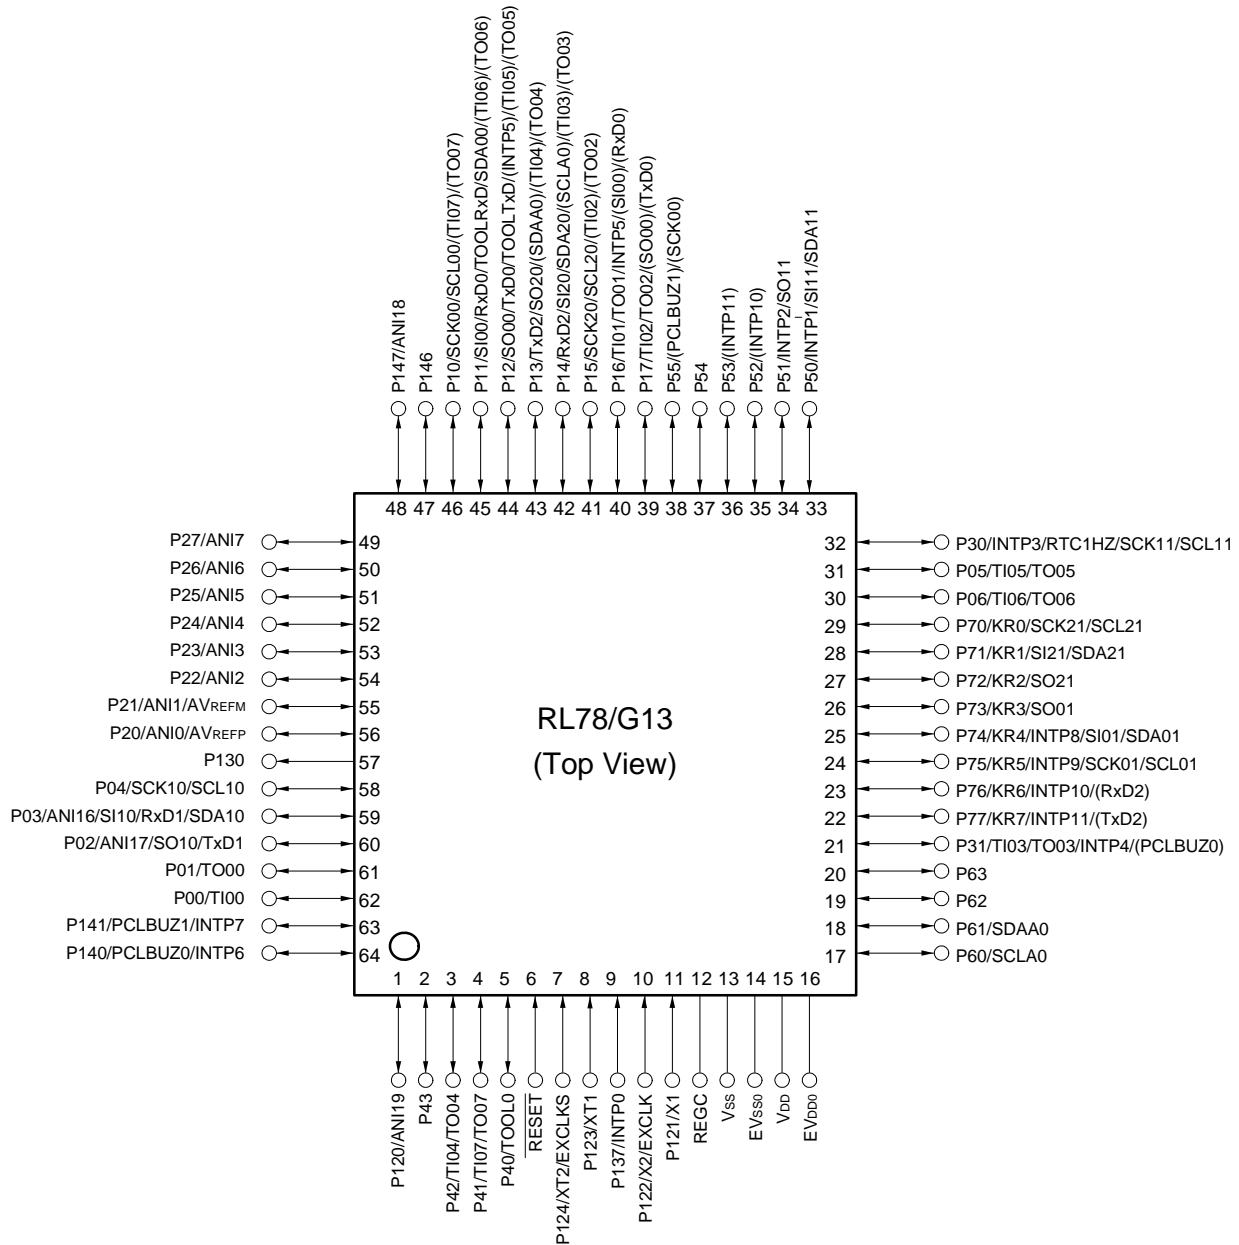 P147/ANI18
P146
P10/SCK00/SCL00/(TI07)/(TO07)
P11/SI00/RxD0/TOOLRxD/SDA00/(TI06)/(TO06)
P12/SO00/TxD0/TOOLTxD/(INTP5)/(TI05)/(TO05)
P13/TxD2/SO20/(SDAA0)/(TI04)/(TO04)
P14/RxD2/SI20/SDA20/(SCLA0)/(TI03)/(TO03)
P15/SCK20/SCL20/(TI02)/(TO02)
P16/TI01/TO01/INTP5/(SI00)/(RxD0)
P17/TI02/TO02/(SO00)/(TxD0)
P55/(PCLBUZ1)/(SCK00)
P54
P53/(INTP11)
P52/(INTP10)
P51/INTP2/SO11
P50/INTP1/SI11/SDA11
48 47 46 45 44 43 42 41 40 39 38 37 36 35 34 33
P27/ANI7 49
P26/ANI6 50
P25/ANI5 51
P24/ANI4 52
P23/ANI3 53
P22/ANI2 54
P21/ANI1/AVREFM 55
P20/ANI0/AVREFP 56
P130 57
P04/SCK10/SCL10 58
P03/ANI16/SI10/RxD1/SDA10 59
P02/ANI17/SO10/TxD1 60
P01/TO00 61
P00/TI00 62
P141/PCLBUZ1/INTP7 63
P140/PCLBUZ0/INTP6 64
RL78/G13
(Top View)
32 P30/INTP3/RTC1HZ/SCK11/SCL11
31 P05/TI05/TO05
30 P06/TI06/TO06
29 P70/KR0/SCK21/SCL21
28 P71/KR1/SI21/SDA21
27 P72/KR2/SO21
26 P73/KR3/SO01
25 P74/KR4/INTP8/SI01/SDA01
24 P75/KR5/INTP9/SCK01/SCL01
23 P76/KR6/INTP10/(RxD2)
22 P77/KR7/INTP11/(TxD2)
21 P31/TI03/TO03/INTP4/(PCLBUZ0)
20 P63
19 P62
18 P61/SDAA0
17 P60/SCLA0
1 2 3 4 5 6 7 8 9 10 11 12 13 14 15 16
P120/ANI19
P43
P42/TI04/TO04
P41/TI07/TO07
P40/TOOL0
RESET
P124/XT2/EXCLKS
P123/XT1
P137/INTP0
P122/X2/EXCLK
P121/X1
REGC
VSS
EVSS0
VDD
EVDD0